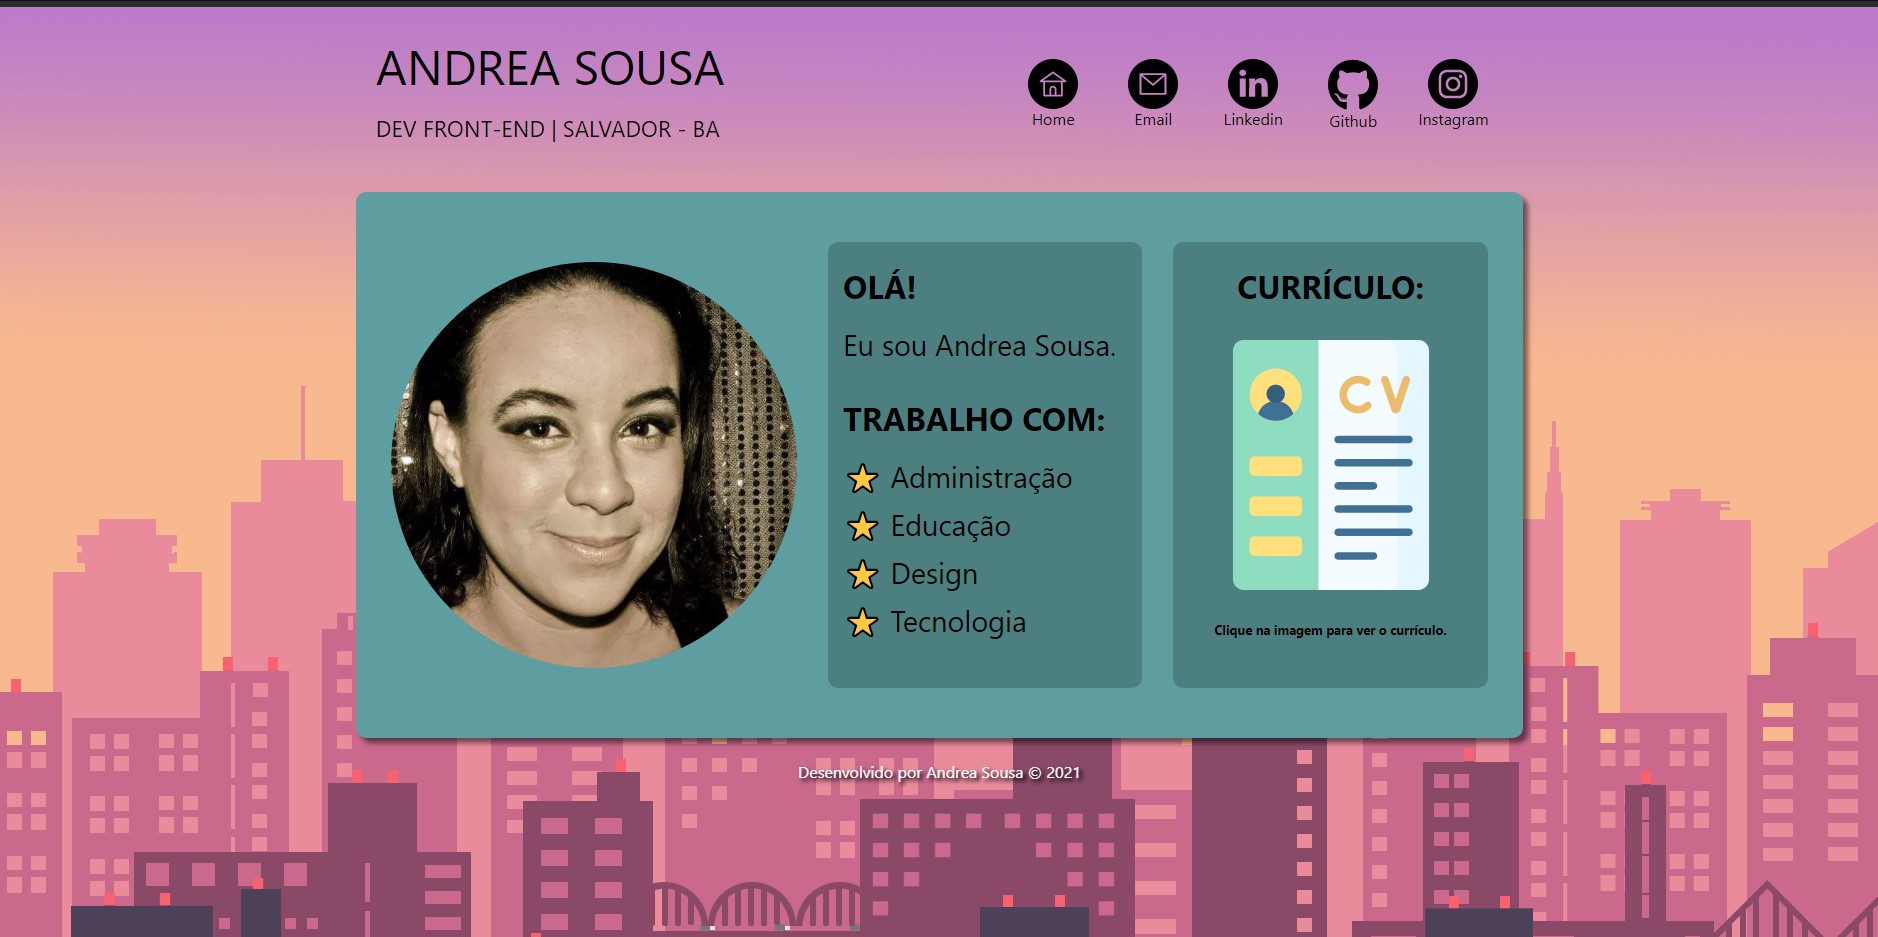 ANDREA SOUSA
DEV FRONT-END | SALVADOR - BA
Home
Email
Linkedin
Github
Instagram
OLÁ!
Eu sou Andrea Sousa.
TRABALHO COM:
Administração
Educação
Design
Tecnologia
CURRÍCULO:
CV
Clique na imagem para ver o currículo.
Desenvolvido por Andrea Sousa © 2021